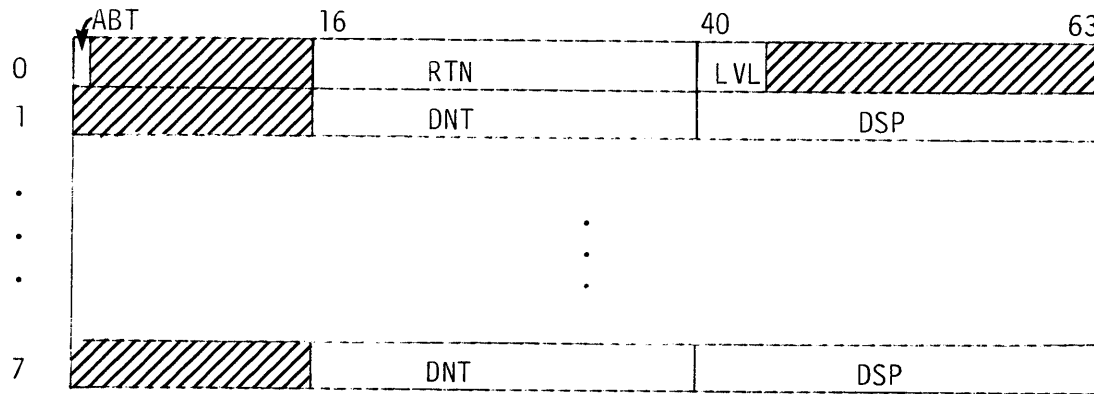 ABT 16 40 63
0 RTN LVL
1 DNT DSP
.
.
.
7 DNT DSP